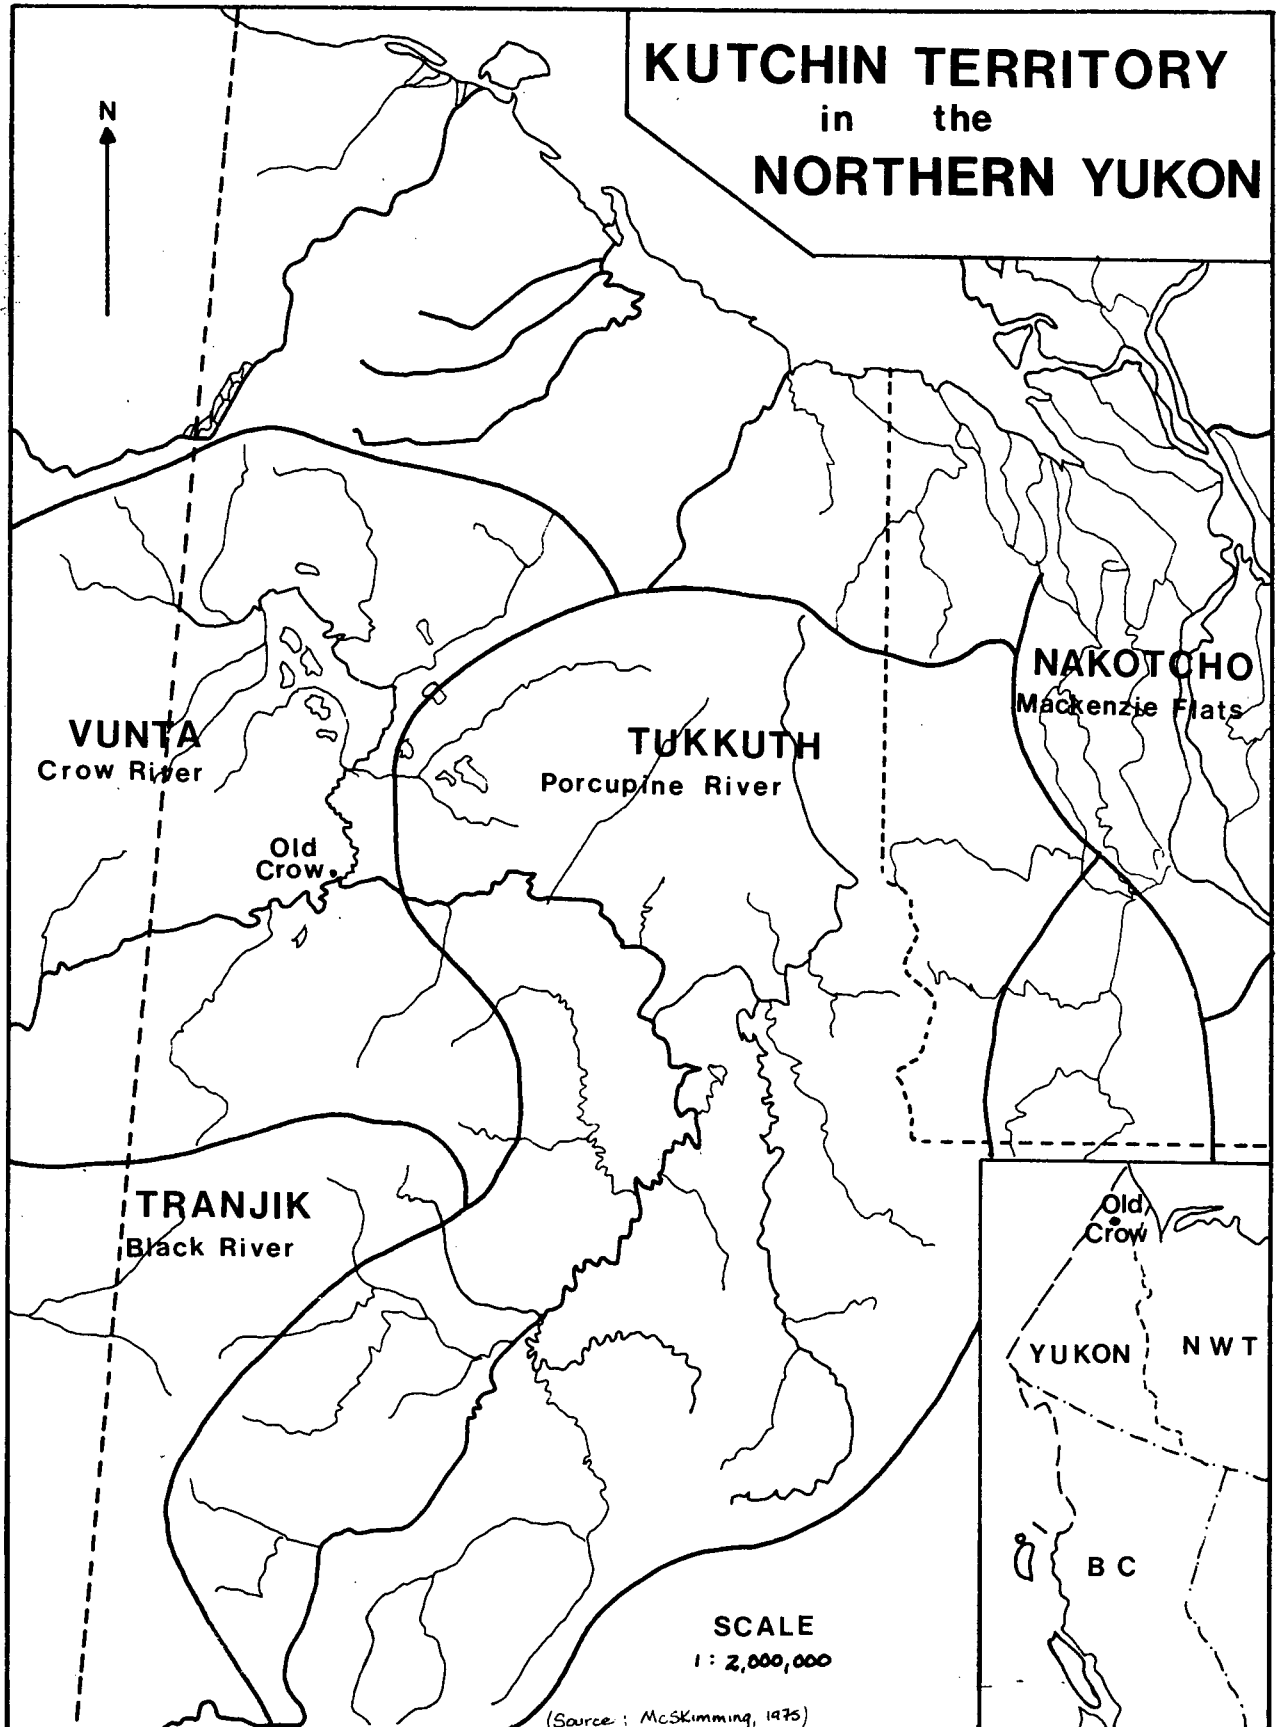 KUTCHIN TERRITORY
in the
NORTHERN YUKON
N
NAKOTCHO
Mackenzie Flats
VUNTA
Crow River
TUKKUTH
Porcupine River
Old
Crow
TRANJIK
Black River
Old
Crow
YUKON
NWT
BC
SCALE
1 : 2,000,000
(Source : McSkimming, 1975)